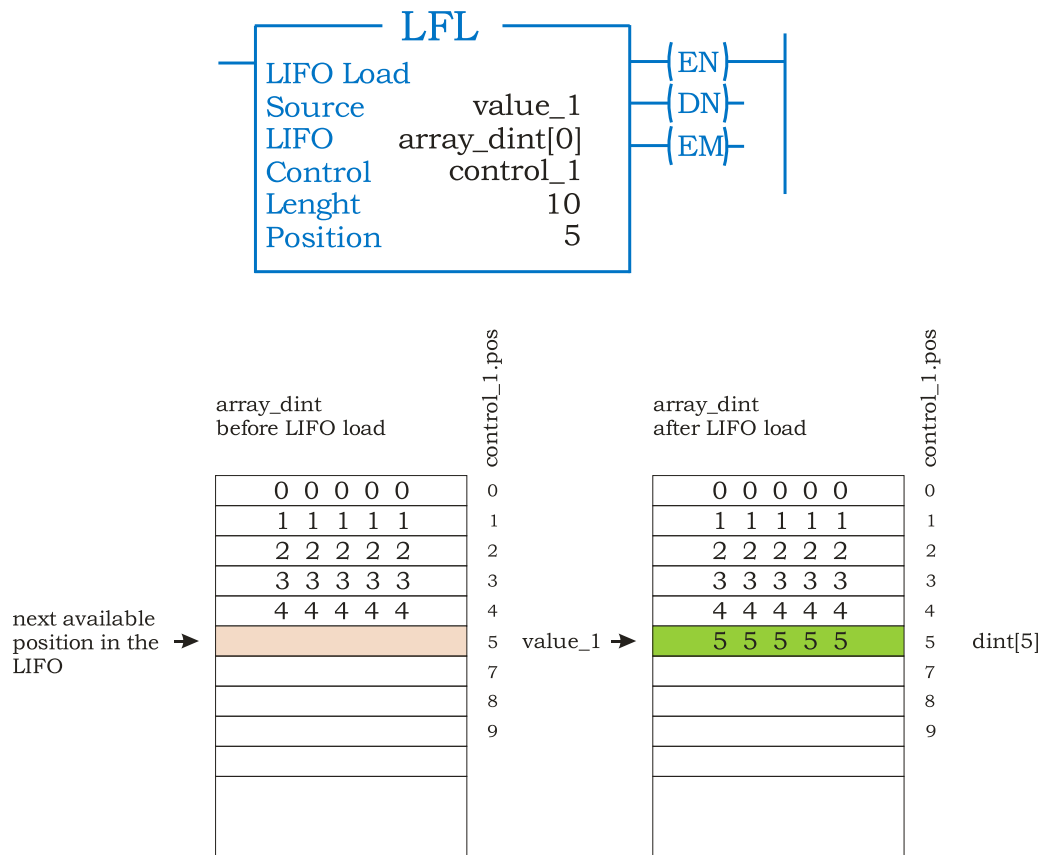 LFL
LIFO Load
Source value_1
LIFO array_dint[0]
Control control_1
Lenght 10
Position 5
(EN)
(DN)
(EM)
array_dint
before LIFO load
control_1.pos
0 0 0 0 0 0
1 1 1 1 1 1
2 2 2 2 2 2
3 3 3 3 3 3
4 4 4 4 4 4
next available
position in the
LIFO
5
7
8
9
array_dint
after LIFO load
control_1.pos
0 0 0 0 0 0
1 1 1 1 1 1
2 2 2 2 2 2
3 3 3 3 3 3
4 4 4 4 4 4
value_1 5 5 5 5 5 5 dint[5]
7
8
9